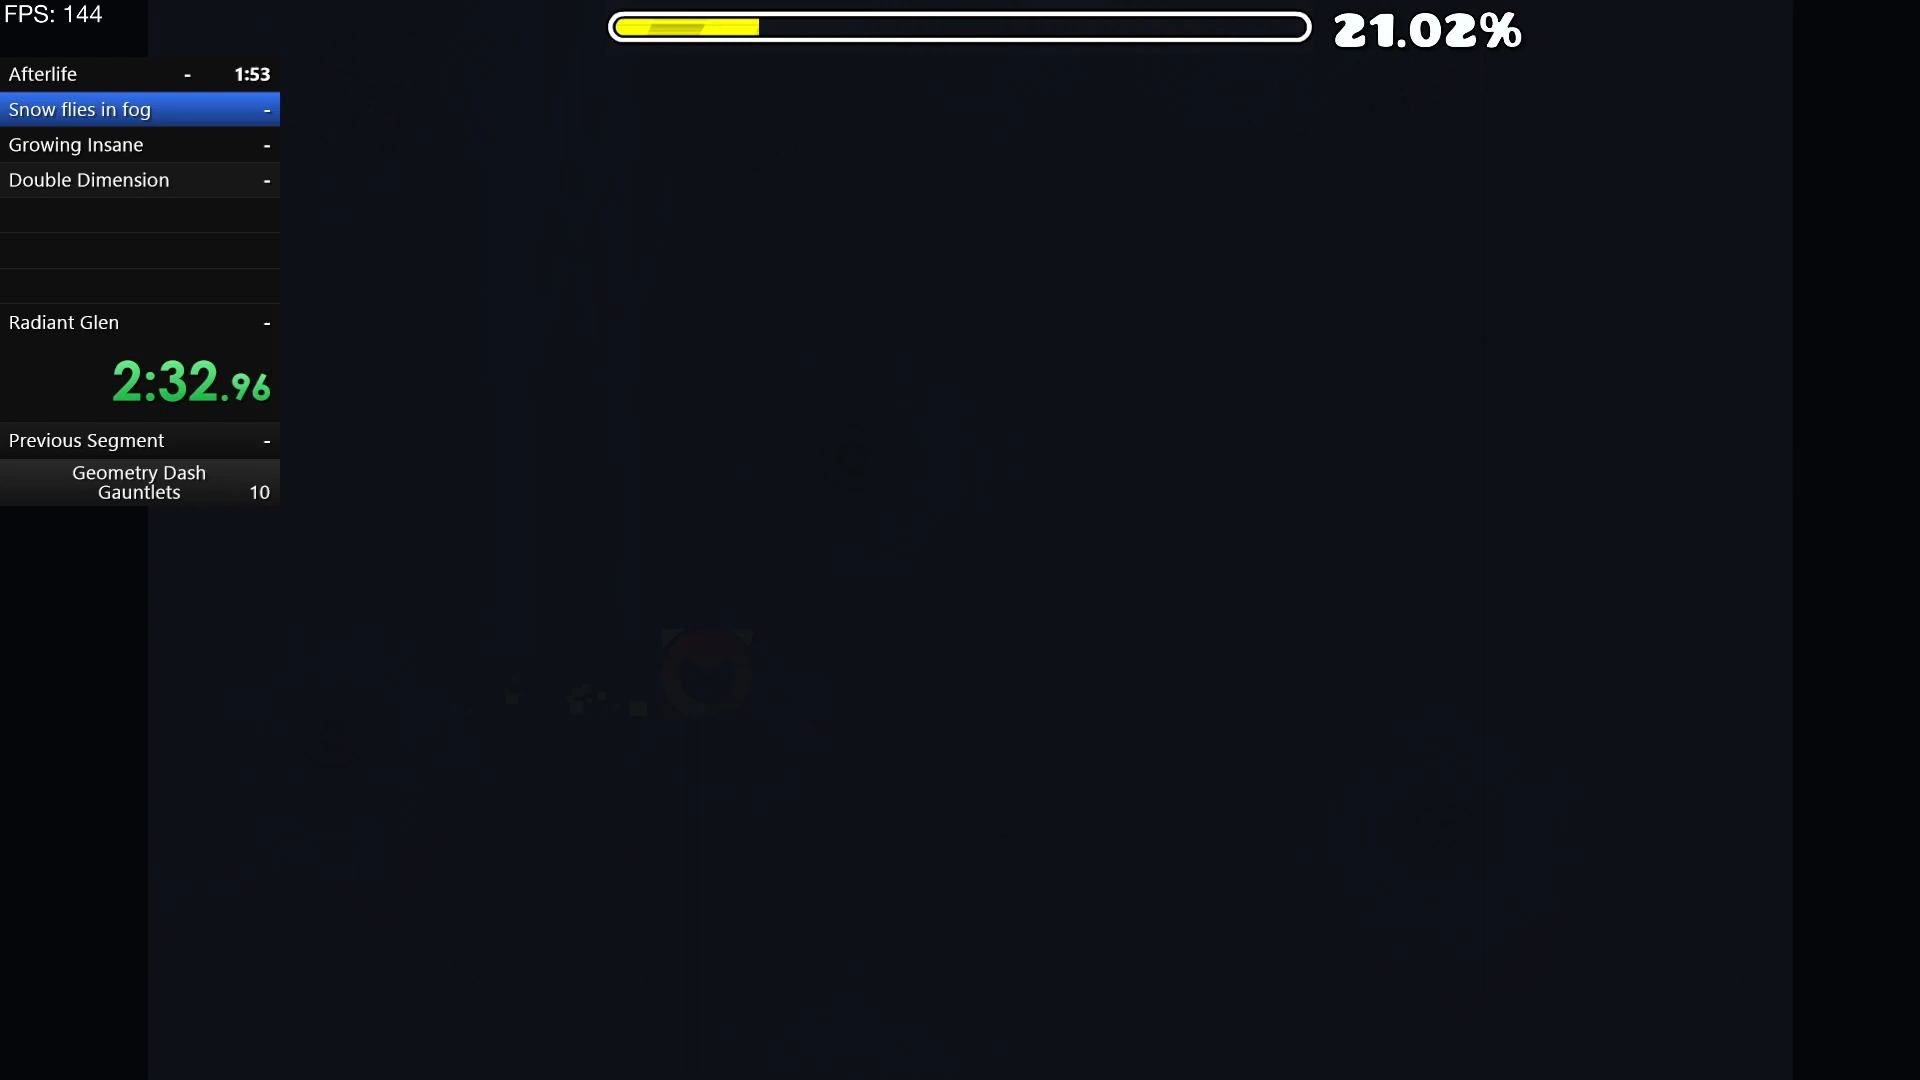 FPS: 144
21.02%
Afterlife - 1:53
Snow flies in fog -
Growing Insane -
Double Dimension -
Radiant Glen -
2:32.96
Previous Segment -
Geometry Dash
Gauntlets 10